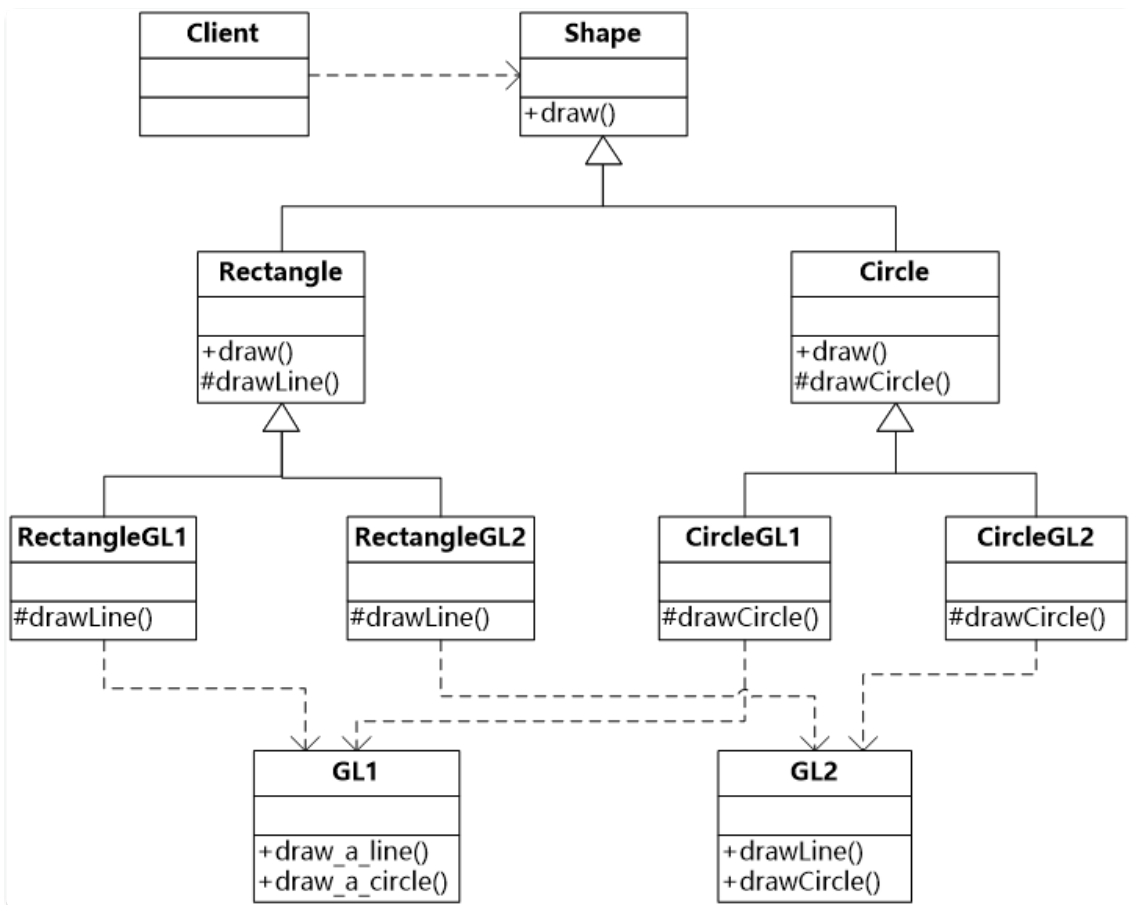 Client
Shape
+draw()
Rectangle
Circle
+draw()
#drawLine()
+draw()
#drawCircle()
RectangleGL1
RectangleGL2
CircleGL1
CircleGL2
#drawLine()
#drawLine()
#drawCircle()
#drawCircle()
GL1
GL2
+draw_a_line()
+draw_a_circle()
+drawLine()
+drawCircle()